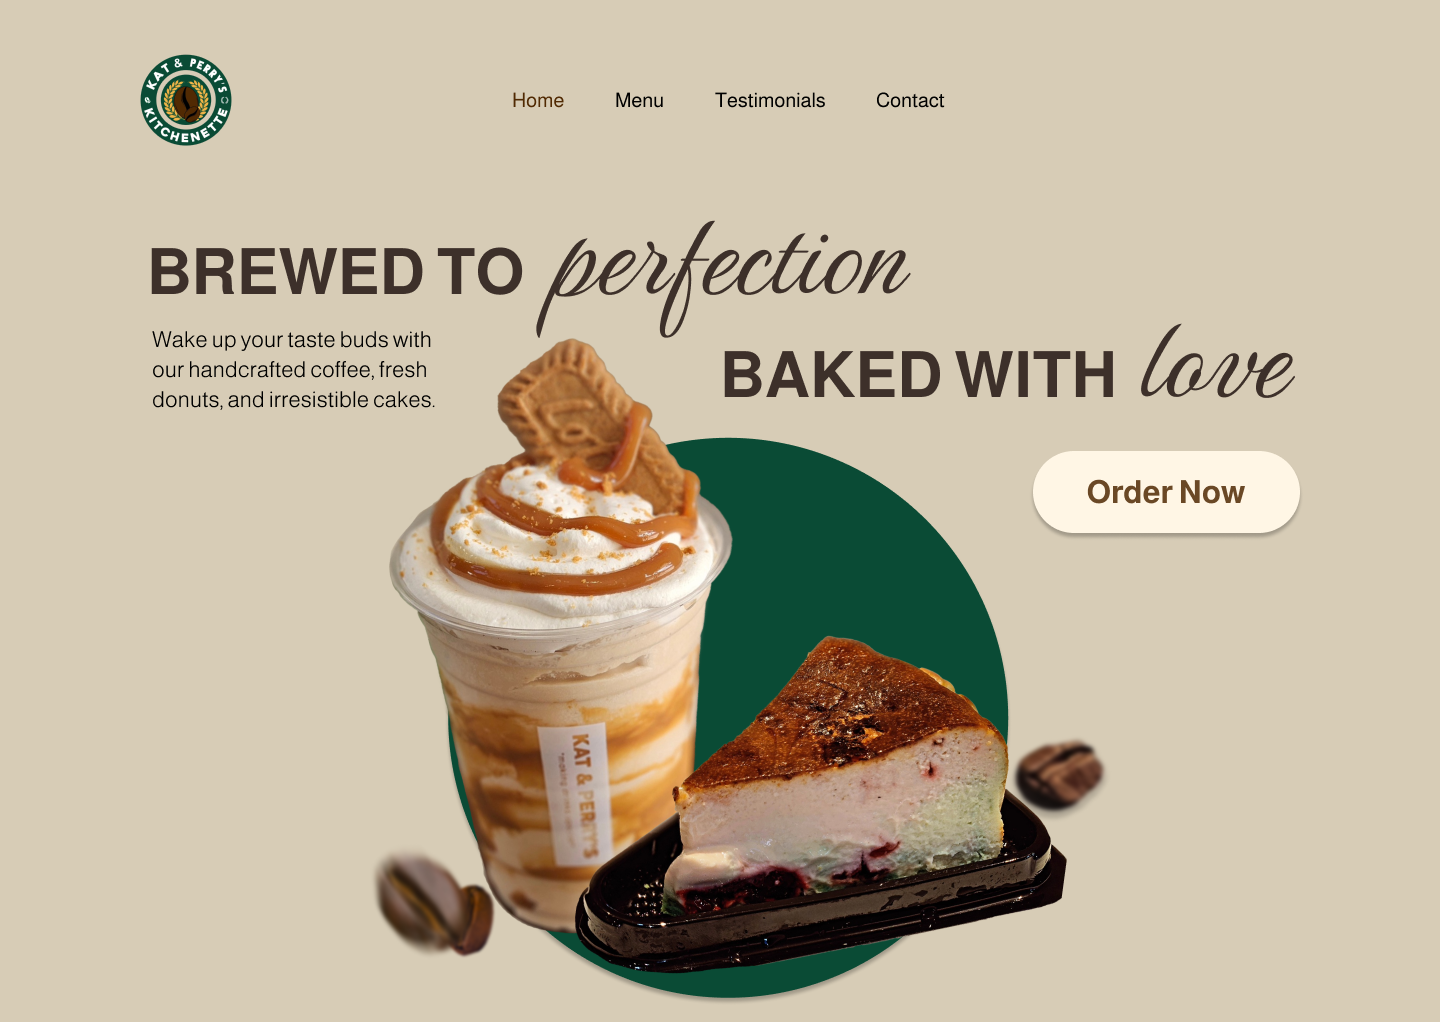 KAT & PERRY'S
KITCHENETTE
Home
Menu
Testimonials
Contact
BREWED TO perfection
Wake up your taste buds with
our handcrafted coffee, fresh
donuts, and irresistible cakes.
BAKED WITH love
Order Now
KAT & PERRY'S